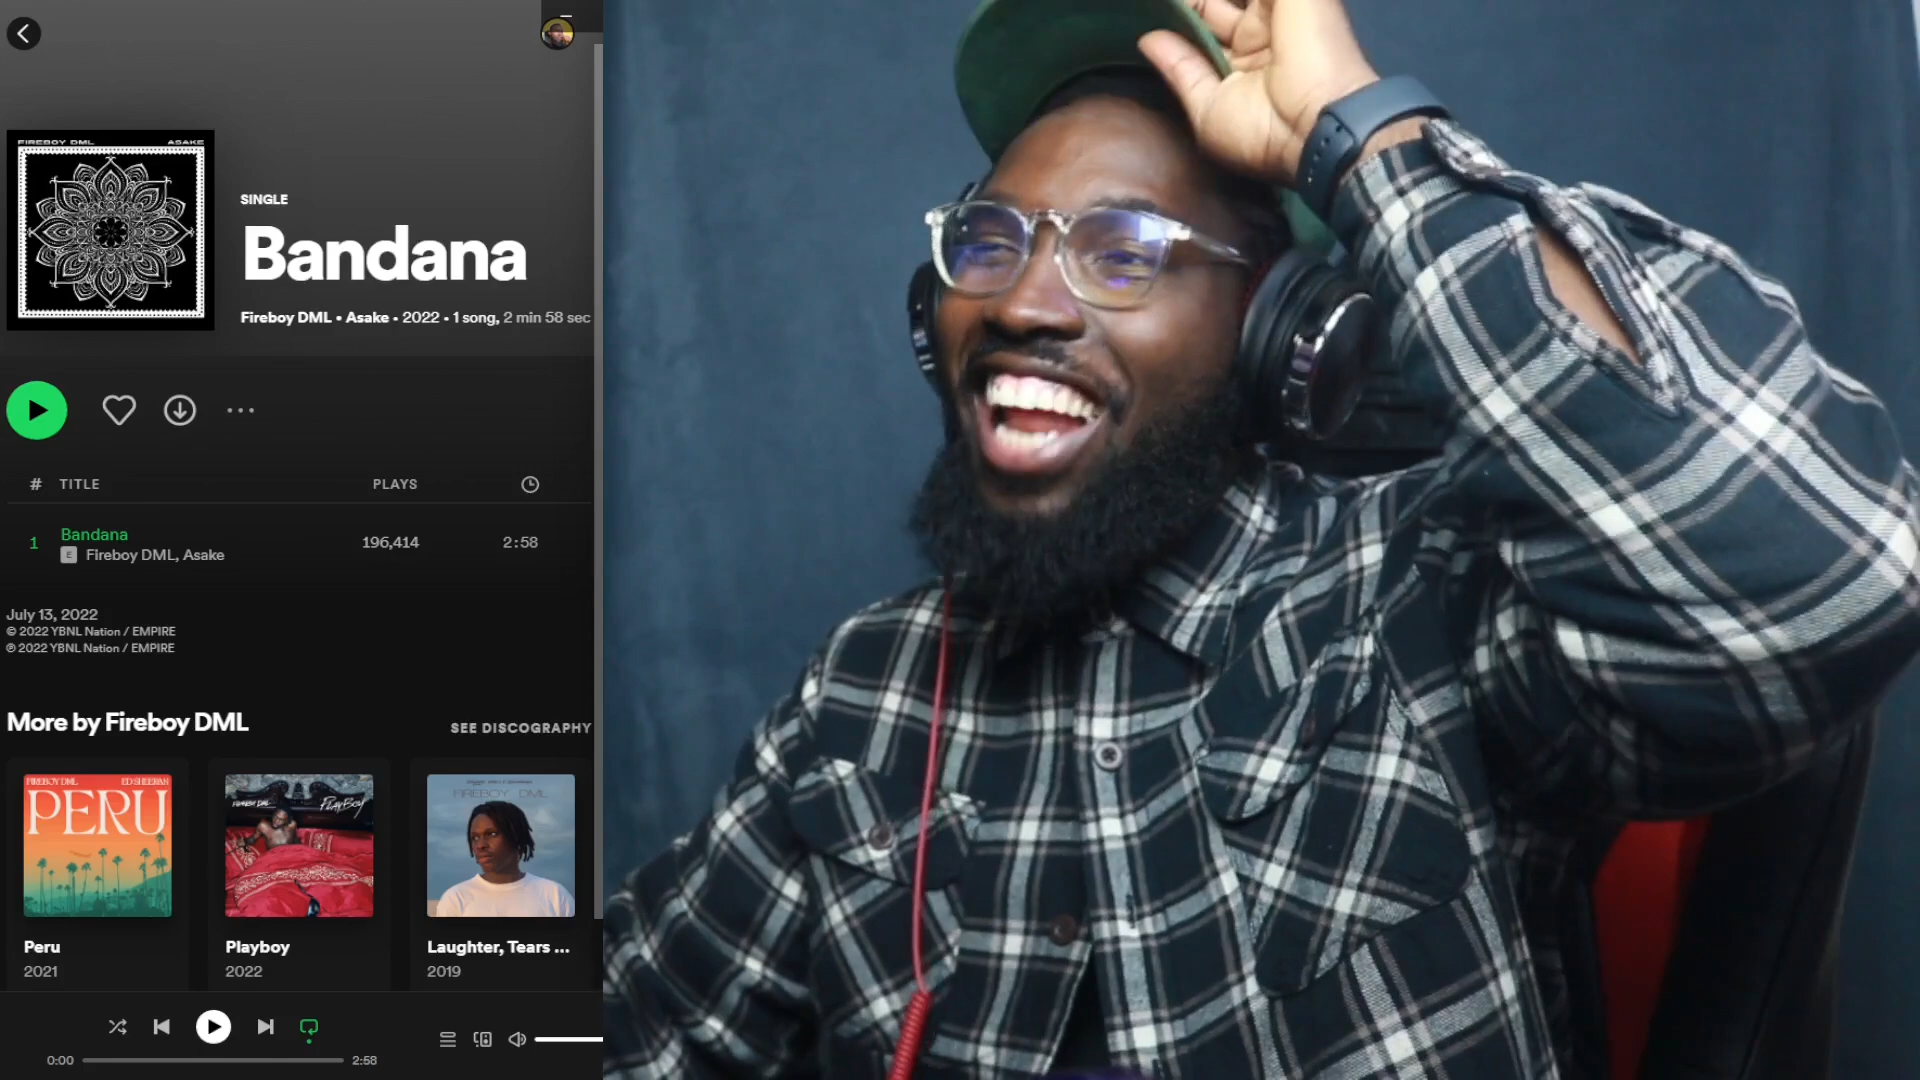 FIREBOY DML ASAKE
SINGLE
Bandana
Fireboy DML • Asake • 2022 • 1 song, 2 min 58 sec
# TITLE PLAYS
1 Bandana 196,414 2:58
E Fireboy DML, Asake
July 13, 2022
© 2022 YBNL Nation / EMPIRE
℗ 2022 YBNL Nation / EMPIRE
More by Fireboy DML SEE DISCOGRAPHY
FIREBOY DML ED SHEERAN
PERU
PLAYBOY
FIREBOY DML
Peru Playboy Laughter, Tears ...
2021 2022 2019
0:00 2:58